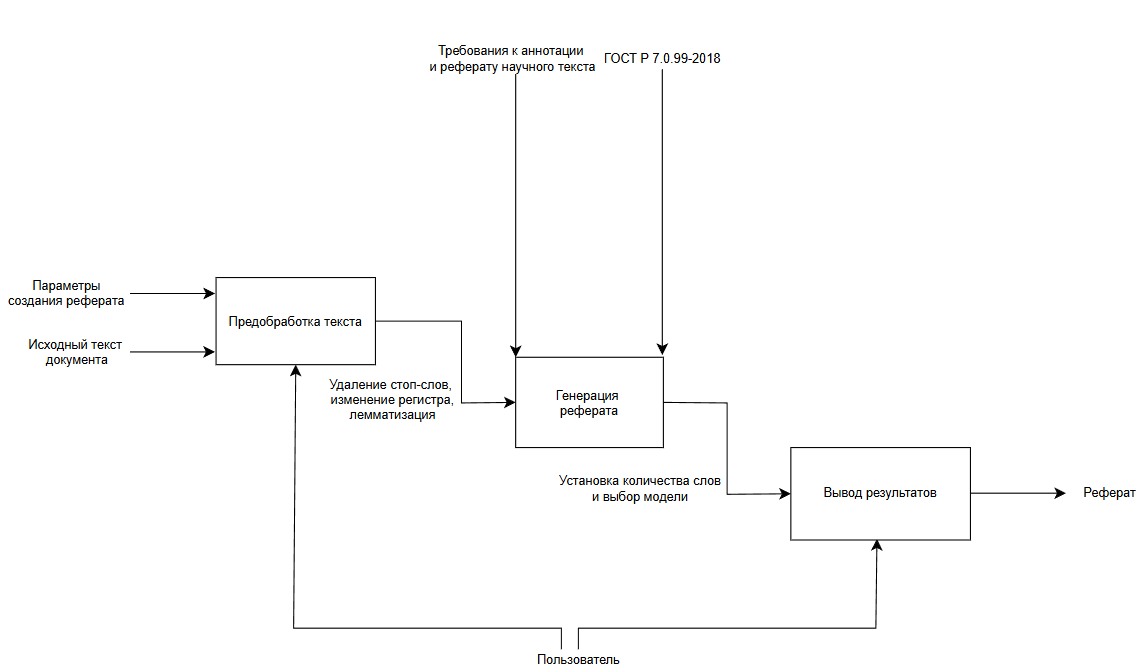 Требования к аннотации
и реферату научного текста
ГОСТ Р 7.0.99-2018
Параметры
создания реферата
Исходный текст
документа
Предобработка текста
Удаление стоп-слов,
изменение регистра,
лемматизация
Генерация
реферата
Установка количества слов
и выбор модели
Вывод результатов
Реферат
Пользователь